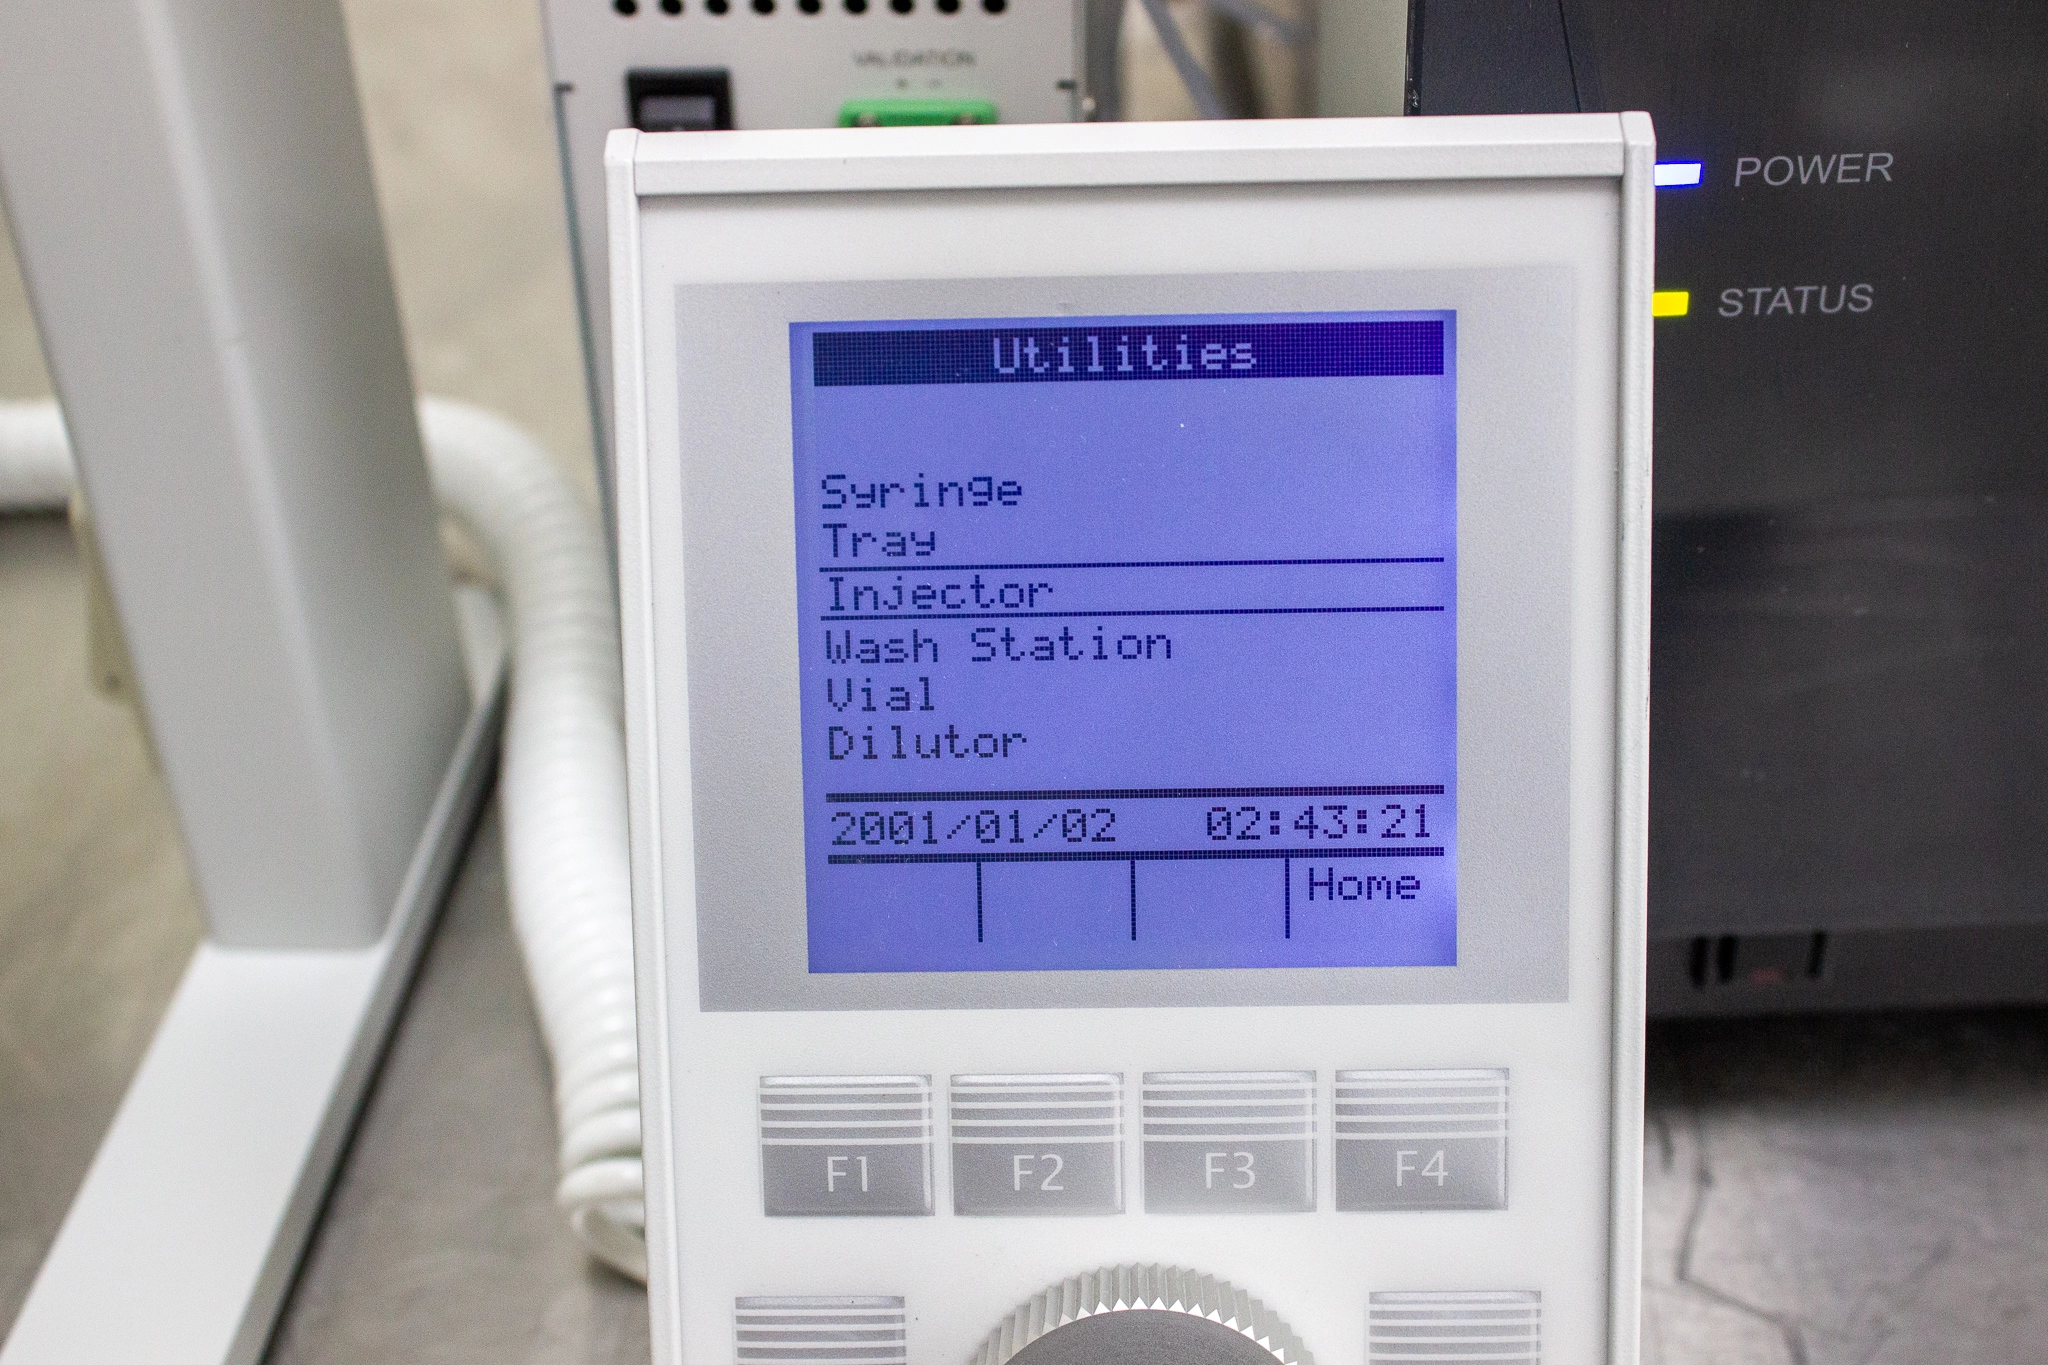 VALIDATION
+ -
POWER
STATUS
Utilities
Syringe
Tray
Injector
Wash Station
Vial
Dilutor
2001/01/02 02:43:21
Home
F1 F2 F3 F4